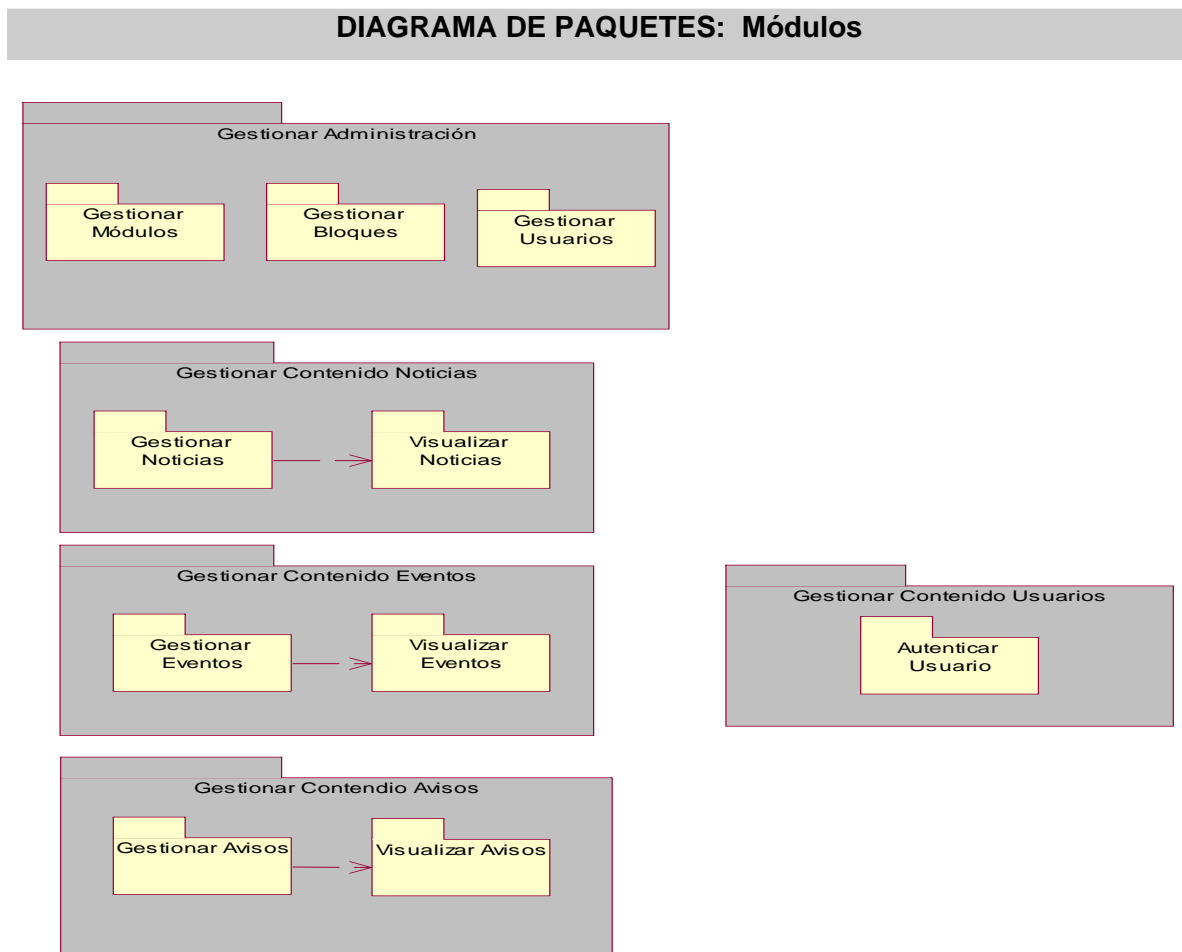 DIAGRAMA DE PAQUETES: Módulos
Gestionar Administración
Gestionar
Módulos
Gestionar
Bloques
Gestionar
Usuarios
Gestionar Contenido Noticias
Gestionar
Noticias
Visualizar
Noticias
Gestionar Contenido Eventos
Gestionar
Eventos
Visualizar
Eventos
Gestionar Contenido Usuarios
Autenticar
Usuario
Gestionar Contendio Avisos
Gestionar Avisos
Visualizar Avisos